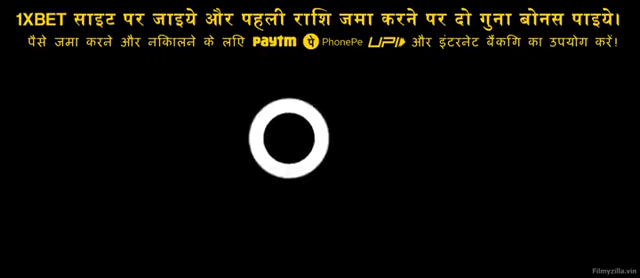 1XBET साइट पर जाइये और पहली राशि जमा करने पर दो गुना बोनस पाइये।
पैसे जमा करने और निकालने के लिए Paytm पे PhonePe UPI और इंटरनेट बैंकिंग का उपयोग करें!
Filmyzilla.vin